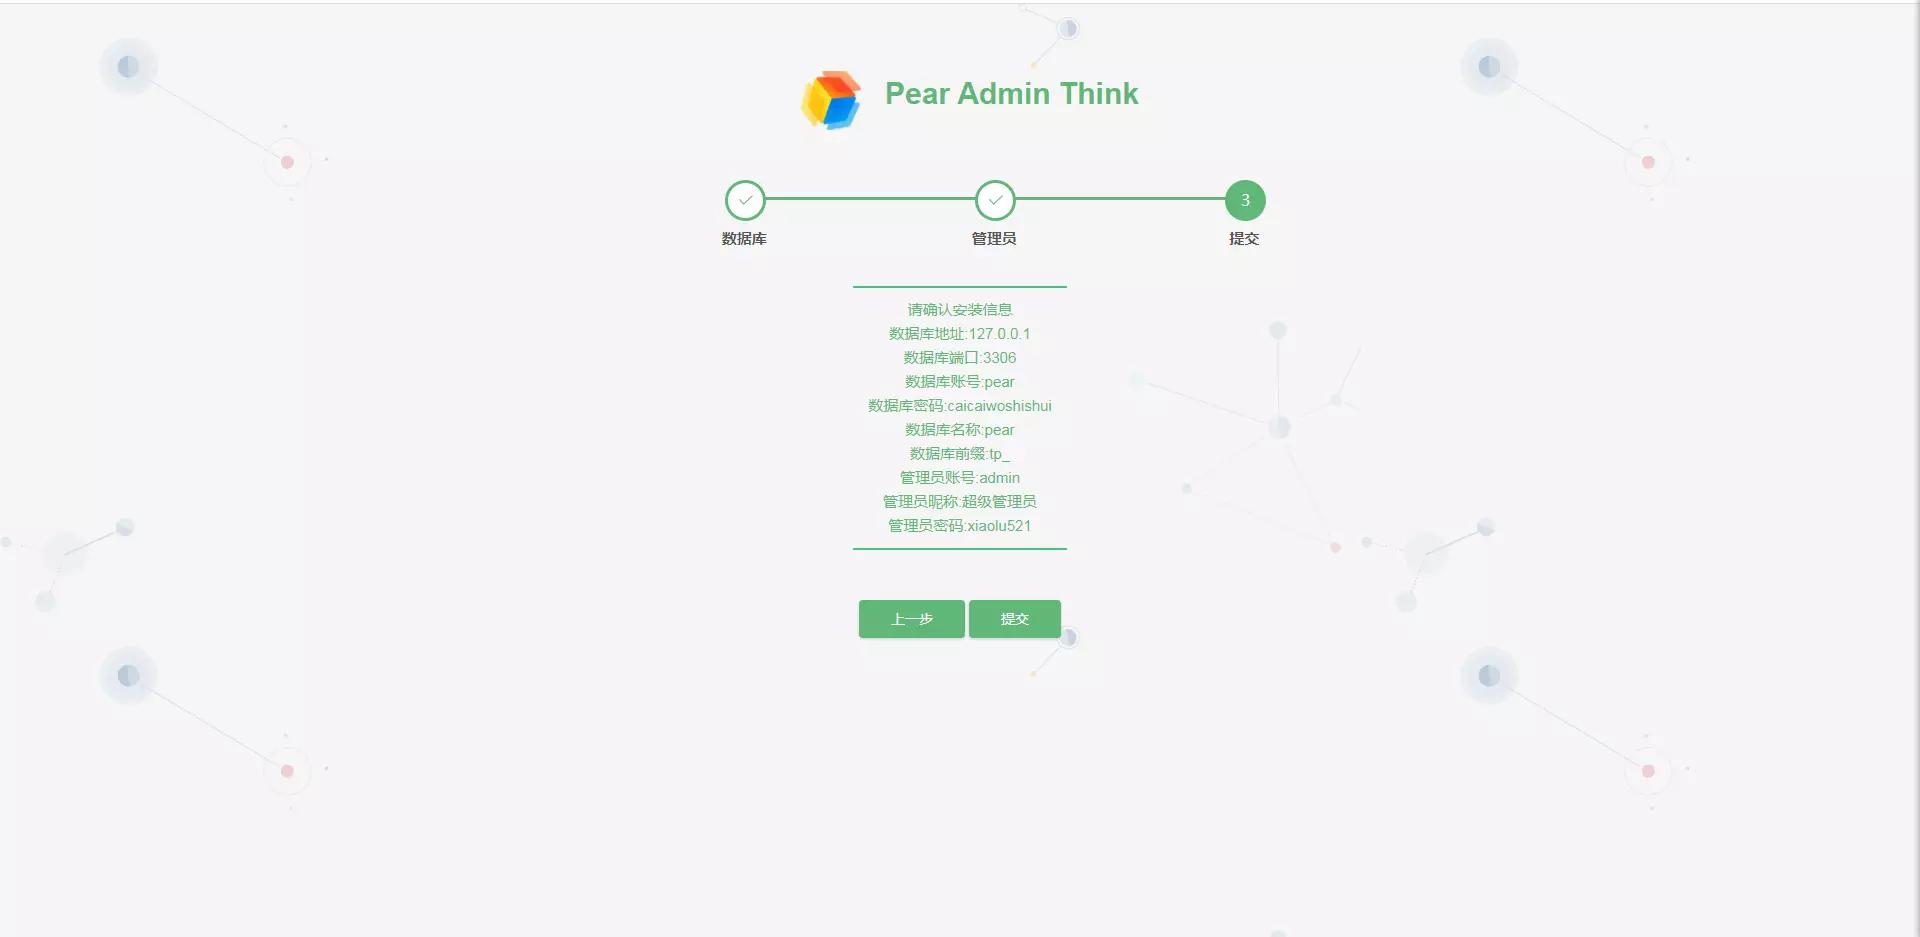 Pear Admin Think
3
数据库
管理员
提交
请确认安装信息
数据库地址:127.0.0.1
数据库端口:3306
数据库账号:pear
数据库密码:caicaiwoshishui
数据库名称:pear
数据库前缀:tp_
管理员账号:admin
管理员昵称:超级管理员
管理员密码:xiaolu521
上一步
提交